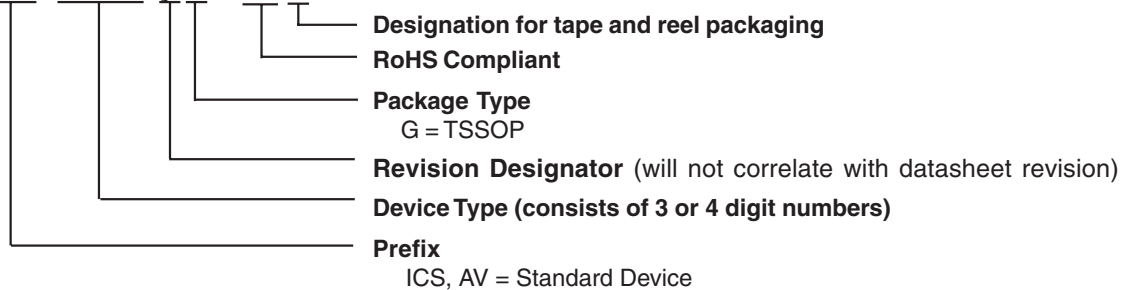 Designation for tape and reel packaging
RoHS Compliant
Package Type
G = TSSOP
Revision Designator (will not correlate with datasheet revision)
Device Type (consists of 3 or 4 digit numbers)
Prefix
ICS, AV = Standard Device